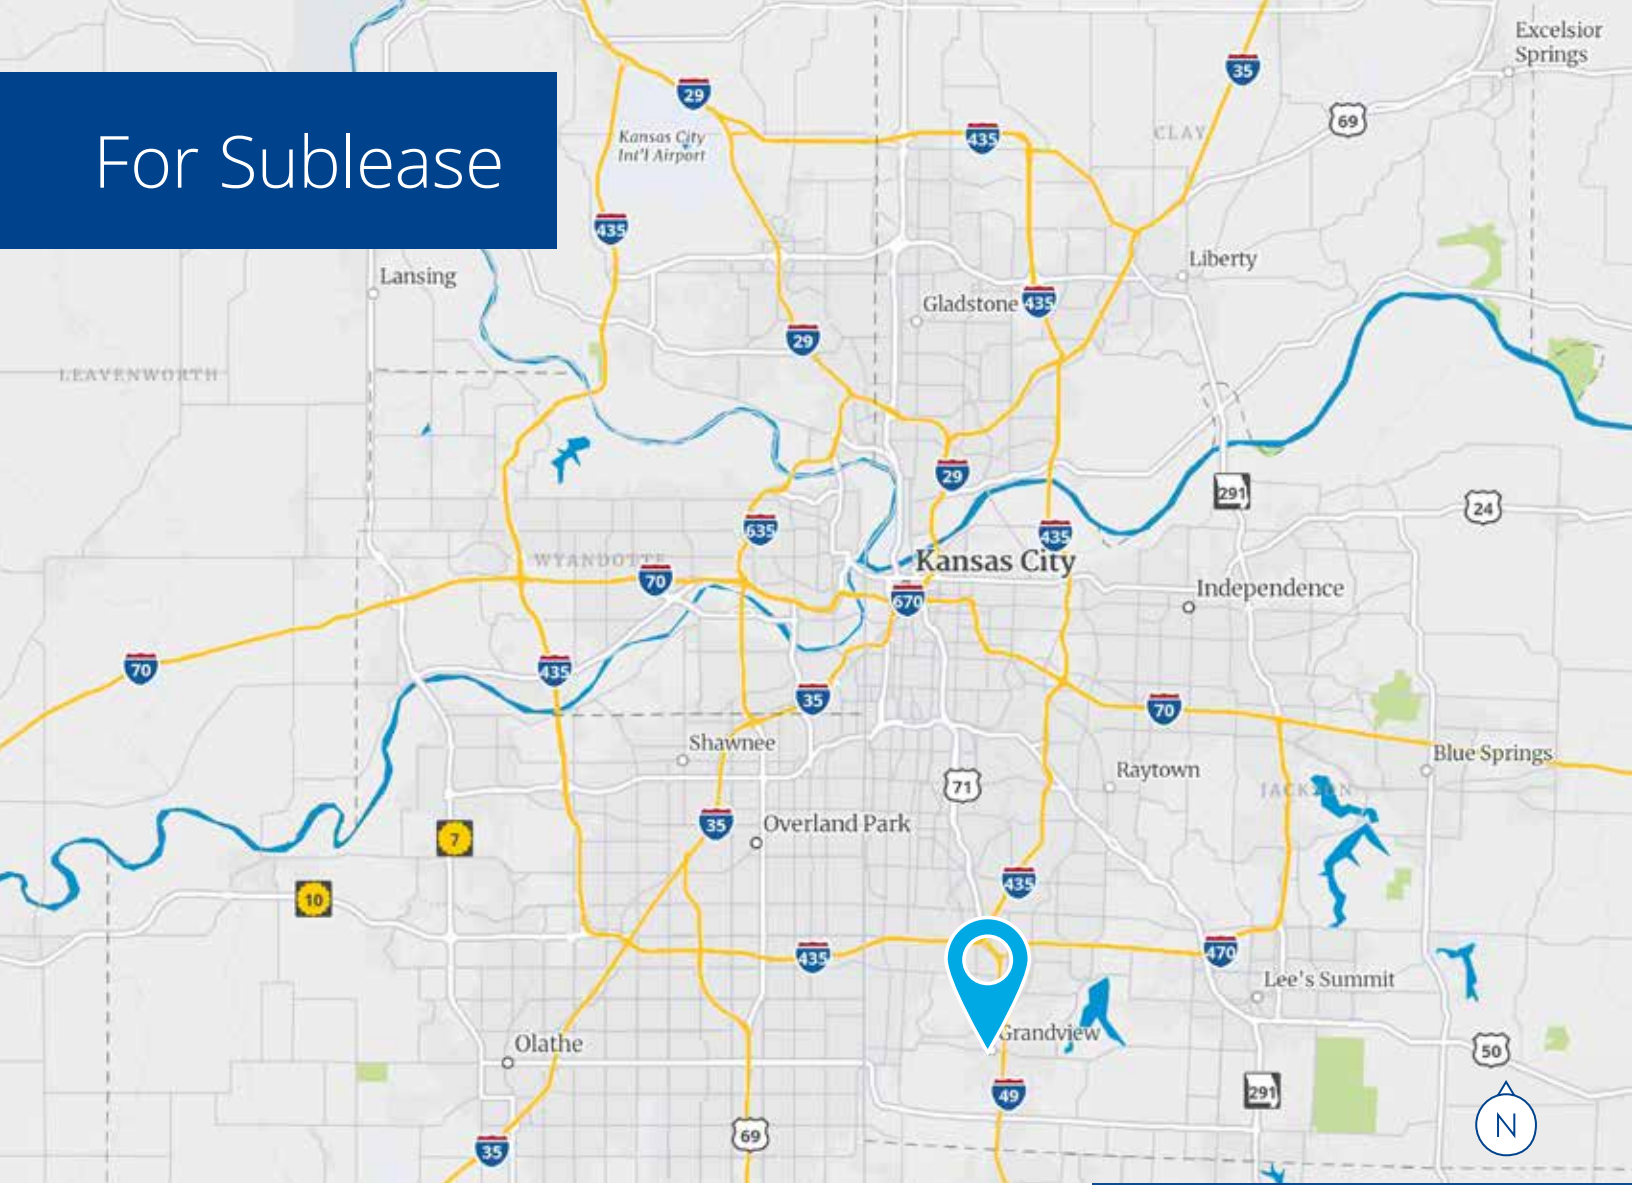 For Sublease
Excelsior
Springs
35
29
69
Kansas City
Int'l Airport
435
CLAY
435
Liberty
Lansing
Gladstone
435
29
LEAVENWORTH
29
291
24
635
435
WYANDOTTE
Kansas City
70
Independence
670
70
435
35
70
Shawnee
Blue Springs
Raytown
71
JACKSON
35
Overland Park
7
435
10
435
470
Lee's Summit
Grandview
Olathe
50
49
291
N
69
35